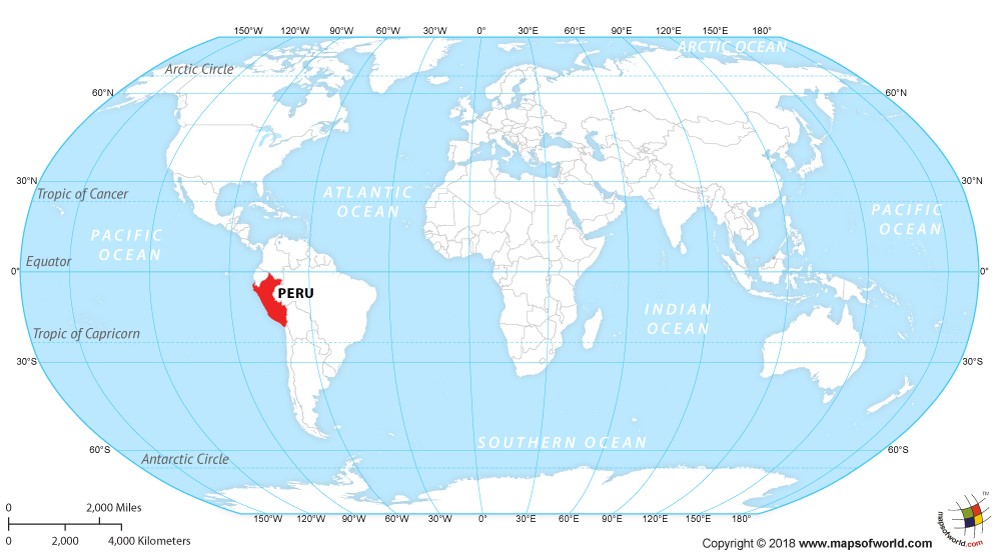 150°W 120°W 90°W 60°W 30°W 0° 30°E 60°E 90°E 120°E 150°E 180°
ARCTIC OCEAN
Arctic Circle
60°N 60°N
30°N 30°N
Tropic of Cancer
ATLANTIC
OCEAN
PACIFIC
OCEAN
PACIFIC
OCEAN
Equator
0° 0°
PERU
INDIAN
OCEAN
Tropic of Capricorn
30°S 30°S
SOUTHERN OCEAN
60°S 60°S
Antarctic Circle
150°W 120°W 90°W 60°W 30°W 0° 30°E 60°E 90°E 120°E 150°E 180°
0 2,000 Miles
0 2,000 4,000 Kilometers
Copyright © 2018 www.mapsofworld.com
mapsofworld.com
TM